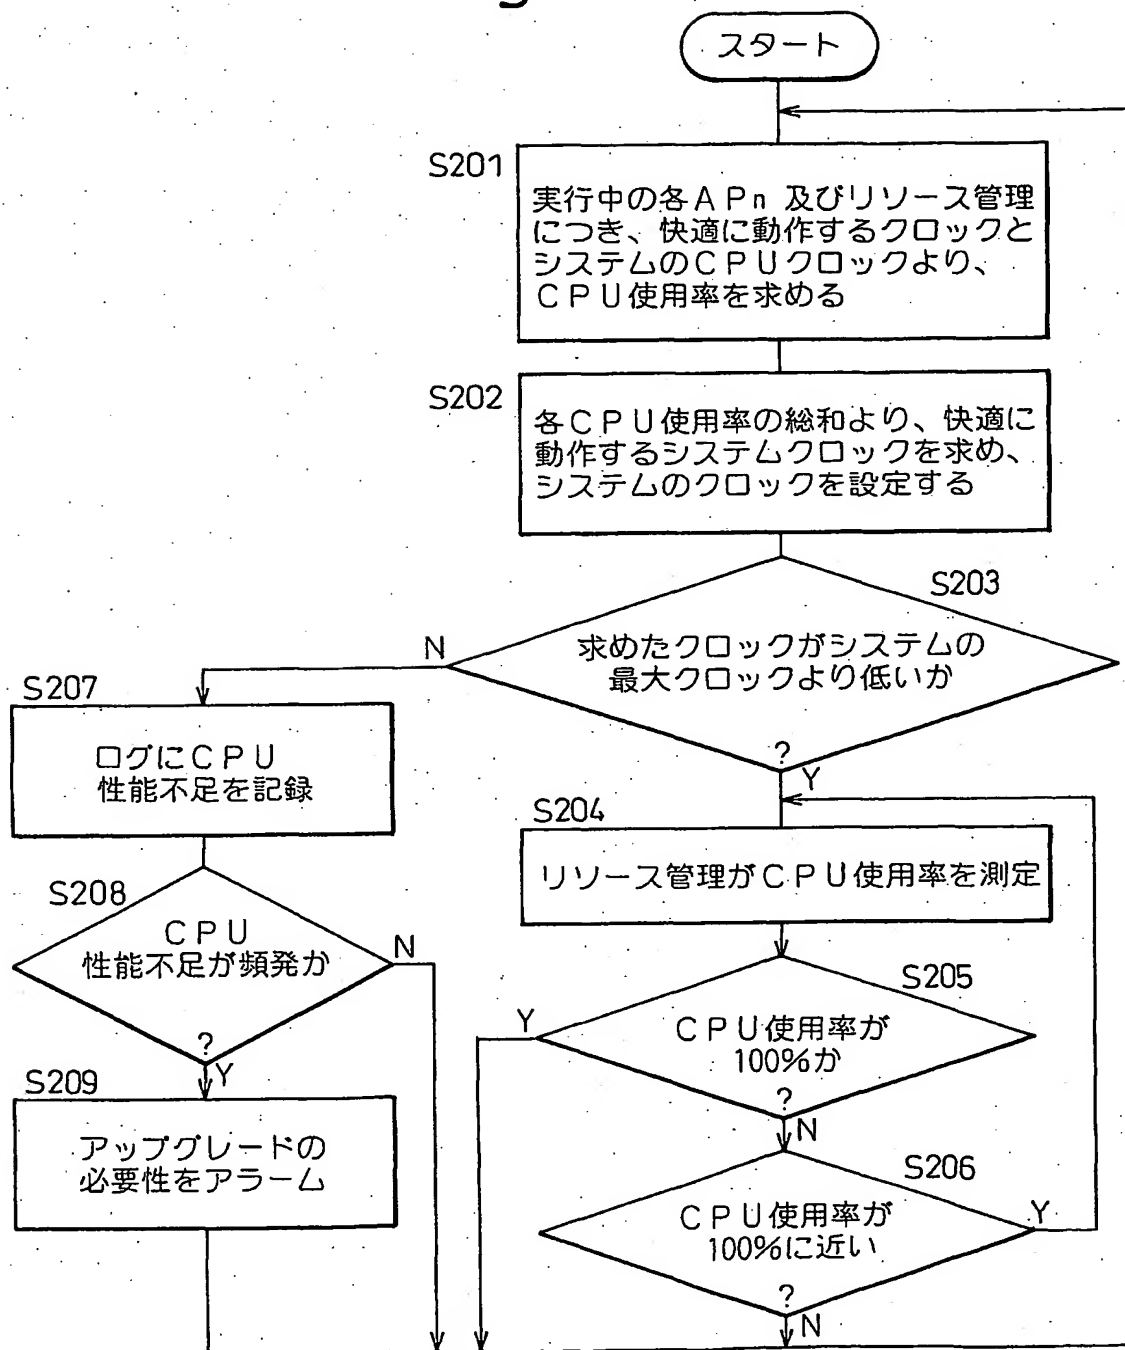 g
スタート
S201
実行中の各APn 及びリソース管理
につき、快適に動作するクロックと
システムのCPUクロックより、
CPU使用率を求める
S202
各CPU使用率の総和より、快適に
動作するシステムクロックを求め、
システムのクロックを設定する
S203
求めたクロックがシステムの
最大クロックより低いか
?
N
Y
S207
ログにCPU
性能不足を記録
S204
リソース管理がCPU使用率を測定
S208
CPU
性能不足が頻発か
?
N
Y
S205
CPU使用率が
100%か
?
Y
N
S209
アップグレードの
必要性をアラーム
S206
CPU使用率が
100%に近い
?
Y
N